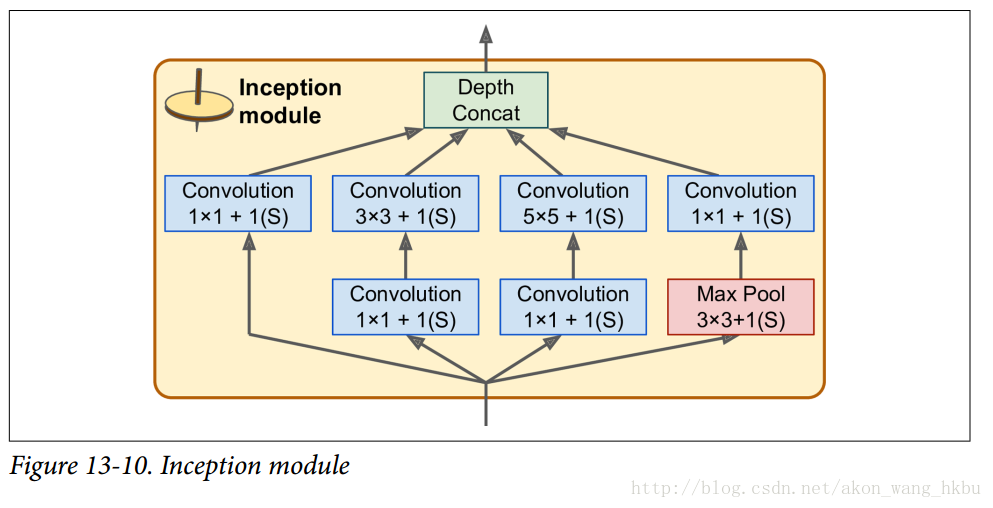 Inception
module
Depth
Concat
Convolution
1×1 + 1(S)
Convolution
3×3 + 1(S)
Convolution
5×5 + 1(S)
Convolution
1×1 + 1(S)
Convolution
1×1 + 1(S)
Convolution
1×1 + 1(S)
Max Pool
3×3+1(S)
Figure 13-10. Inception module
http://blog.csdn.net/akon_wang_hkbu